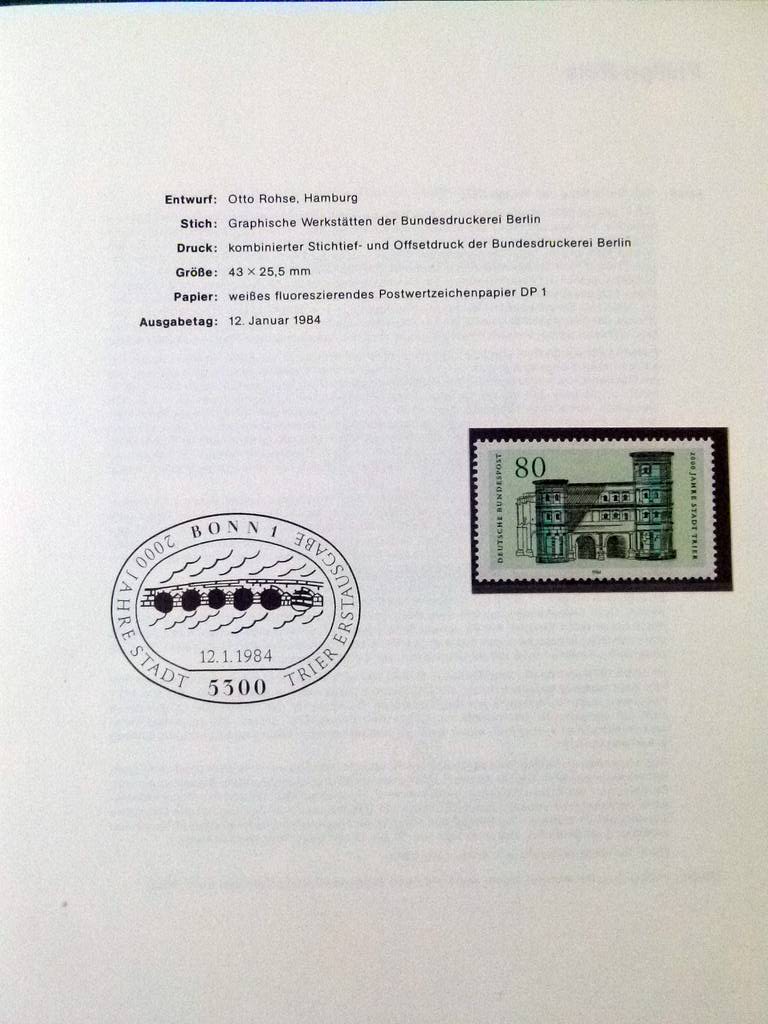 Entwurf: Otto Rohse, Hamburg
Stich: Graphische Werkstätten der Bundesdruckerei Berlin
Druck: kombinierter Stichtief- und Offsetdruck der Bundesdruckerei Berlin
Größe: 43 × 25,5 mm
Papier: weißes fluoreszierendes Postwertzeichenpapier DP 1
Ausgabetag: 12. Januar 1984
80
DEUTSCHE BUNDESPOST
2000 JAHRE STADT TRIER
1984
BONN 1
2000 JAHRE STADT TRIER ERSTAUSGABE
12.1.1984
5300